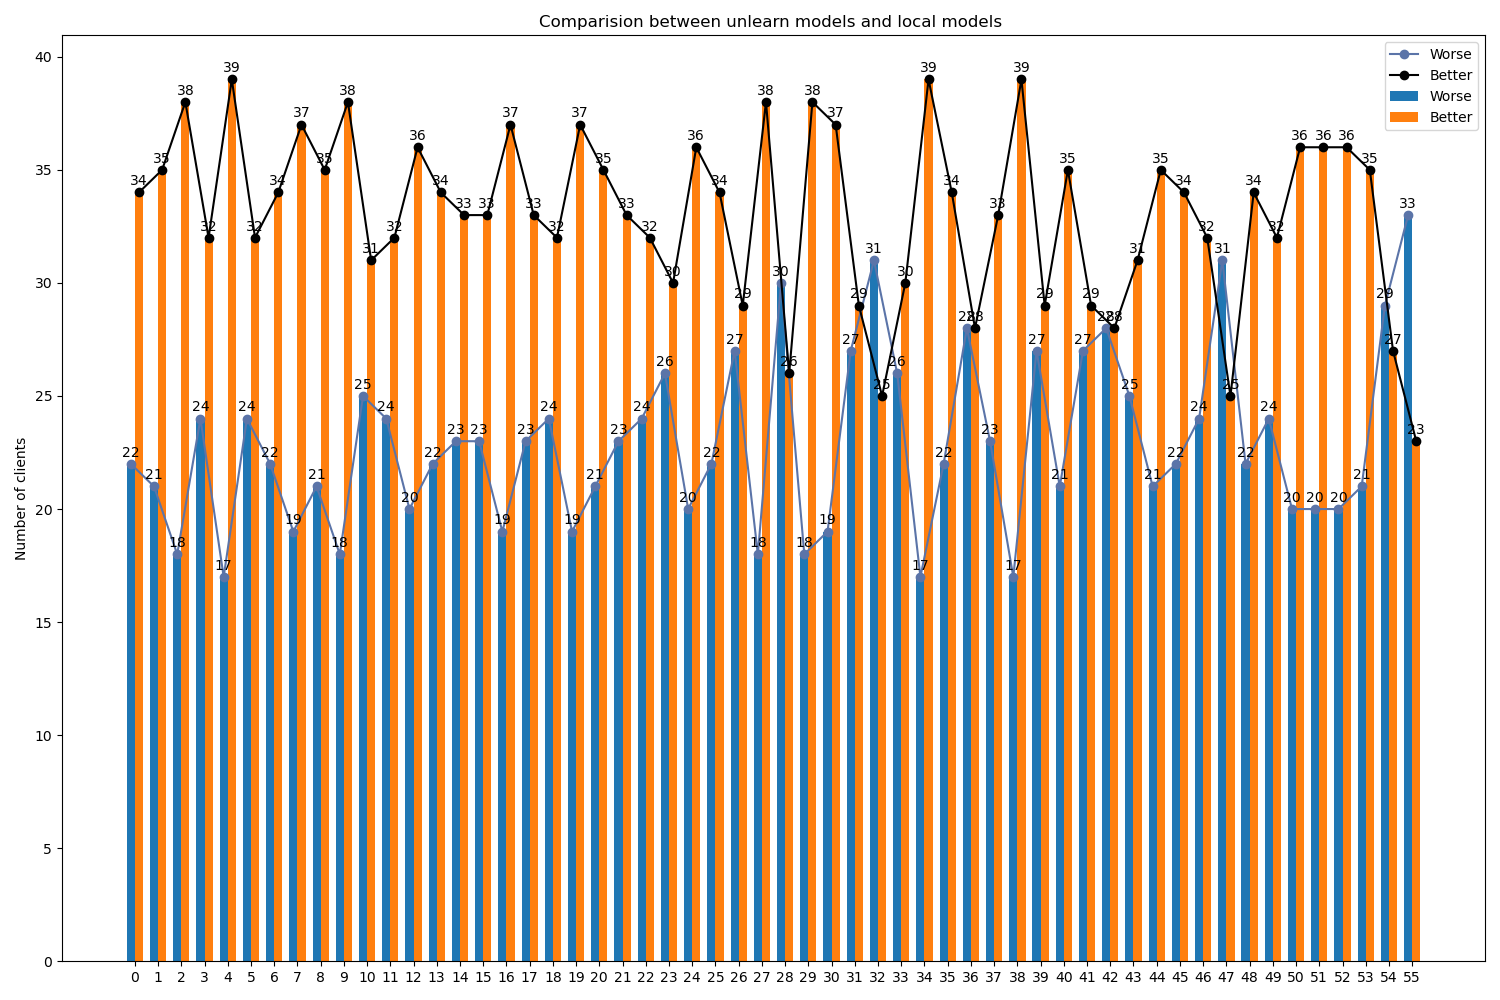 Comparision between unlearn models and local models
Worse
Better
Worse
Better
Number of clients
40
35
30
25
20
15
10
5
0
34 35 38 32 39 32 34 37 35 38 31 32 36 34 33 33 37 33 32 37 35 33 32 30 36 34 29 38 26 38 37 29 25 30 39 34 28 33 39 29 35 29 28 31 35 34 32 25 34 32 36 36 36 35 27 23
22 21 18 24 17 24 22 19 21 18 25 24 20 22 23 23 19 23 24 19 21 23 24 26 20 22 27 18 30 18 19 27 31 26 17 22 28 23 17 27 21 27 28 25 21 22 24 31 22 24 20 20 20 21 29 33
0 1 2 3 4 5 6 7 8 9 10 11 12 13 14 15 16 17 18 19 20 21 22 23 24 25 26 27 28 29 30 31 32 33 34 35 36 37 38 39 40 41 42 43 44 45 46 47 48 49 50 51 52 53 54 55